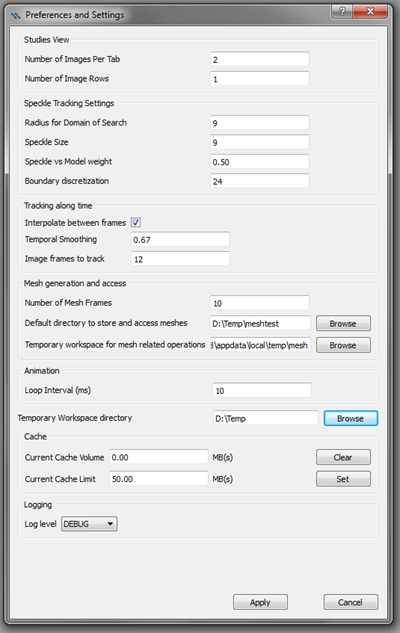 Preferences and Settings
Studies View
Number of Images Per Tab 2
Number of Image Rows 1
Speckle Tracking Settings
Radius for Domain of Search 9
Speckle Size 9
Speckle vs Model weight 0.50
Boundary discretization 24
Tracking along time
Interpolate between frames
Temporal Smoothing 0.67
Image frames to track 12
Mesh generation and access
Number of Mesh Frames 10
Default directory to store and access meshes D:\Temp\meshtest Browse
Temporary workspace for mesh related operations \appdata\local\temp\mesh Browse
Animation
Loop Interval (ms) 10
Temporary Workspace directory D:\Temp Browse
Cache
Current Cache Volume 0.00 MB(s) Clear
Current Cache Limit 50.00 MB(s) Set
Logging
Log level DEBUG
Apply Cancel